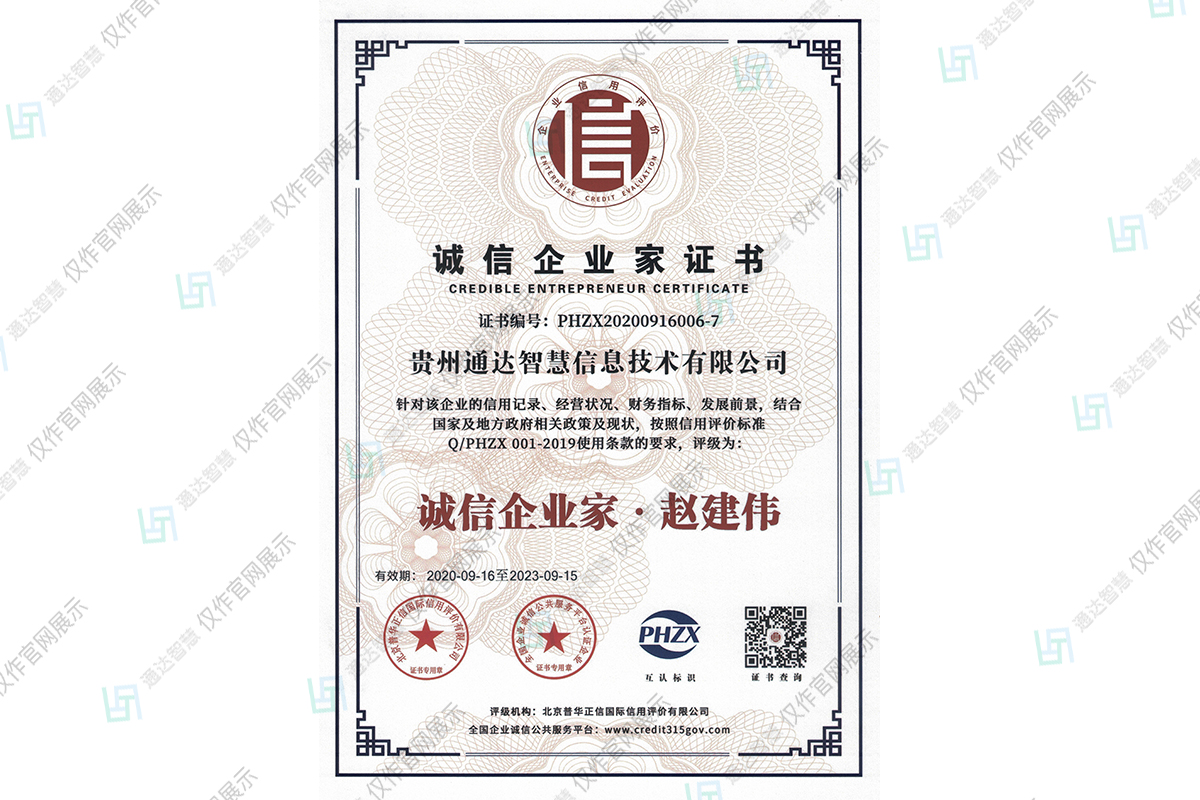 企业信用评价
ENTERPRISE CREDIT EVALUATION
诚信企业家证书
CREDIBLE ENTREPRENEUR CERTIFICATE
证书编号：PHZX20200916006-7
贵州通达智慧信息技术有限公司
针对该企业的信用记录、经营状况、财务指标、发展前景，结合
国家及地方政府相关政策及现状，按照信用评价标准
Q/PHZX 001-2019使用条款的要求，评级为：
诚信企业家·赵建伟
有效期： 2020-09-16至2023-09-15
北京普华正信国际信用评价有限公司
证书专用章
全国企业诚信公共服务平台认证企业
证书专用章
PHZX
互认标识
证书查询
评级机构：北京普华正信国际信用评价有限公司
全国企业诚信公共服务平台：www.credit315gov.com
通达智慧 仅作官网展示